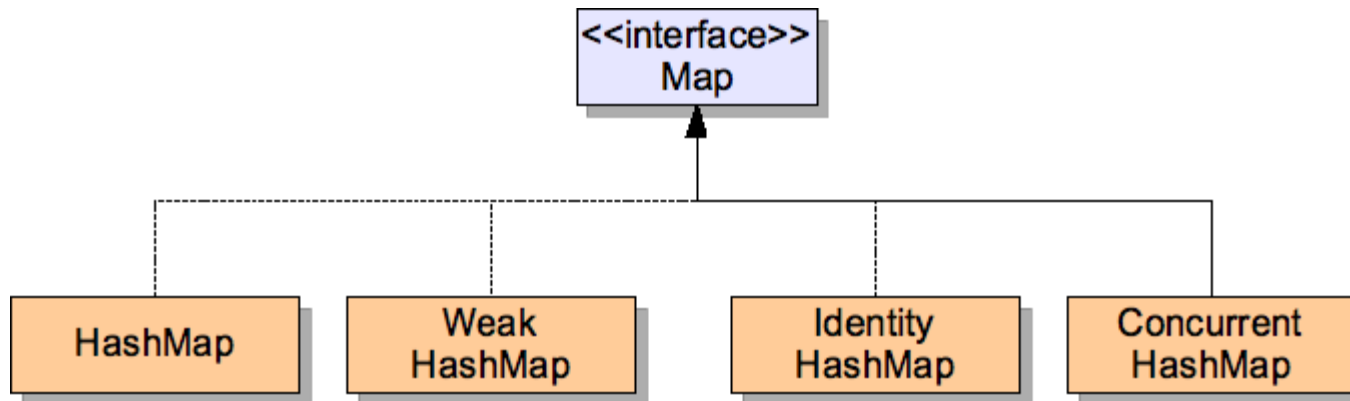 <<interface>>
Map
HashMap
Weak
HashMap
Identity
HashMap
Concurrent
HashMap